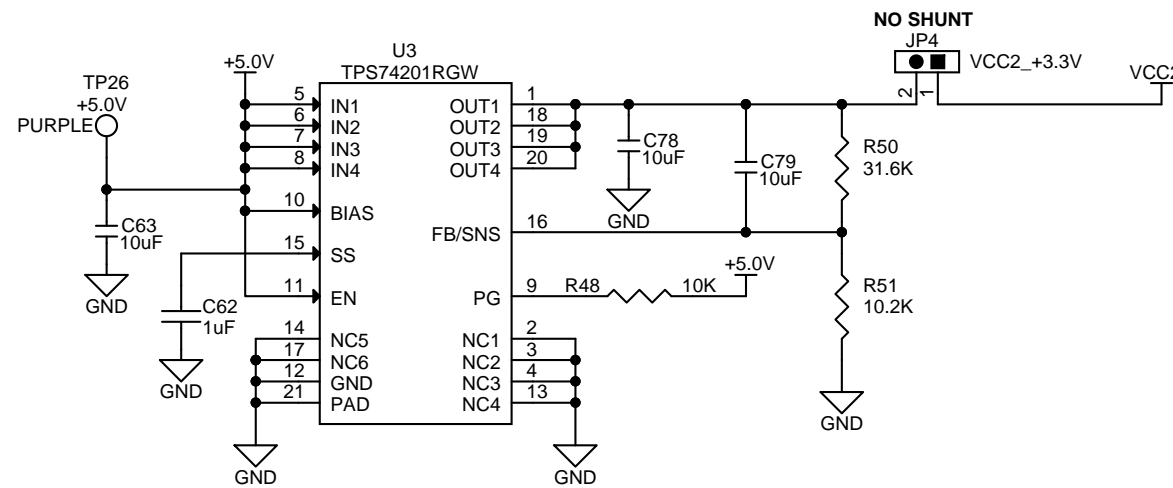 NO SHUNT
JP4
VCC2_+3.3V
VCC2
2
1
U3
TPS74201RGW
+5.0V
TP26
+5.0V
PURPLE
5 IN1 OUT1 1
6 IN2 OUT2 18
7 IN3 OUT3 19
8 IN4 OUT4 20
10 BIAS
FB/SNS 16
15 SS
11 EN PG 9
14 NC5 NC1 2
17 NC6 NC2 3
12 GND NC3 4
21 PAD NC4 13
C63
10uF
GND
C62
1uF
GND
C78
10uF
GND
C79
10uF
R50
31.6K
R48 10K
+5.0V
R51
10.2K
GND
GND
GND